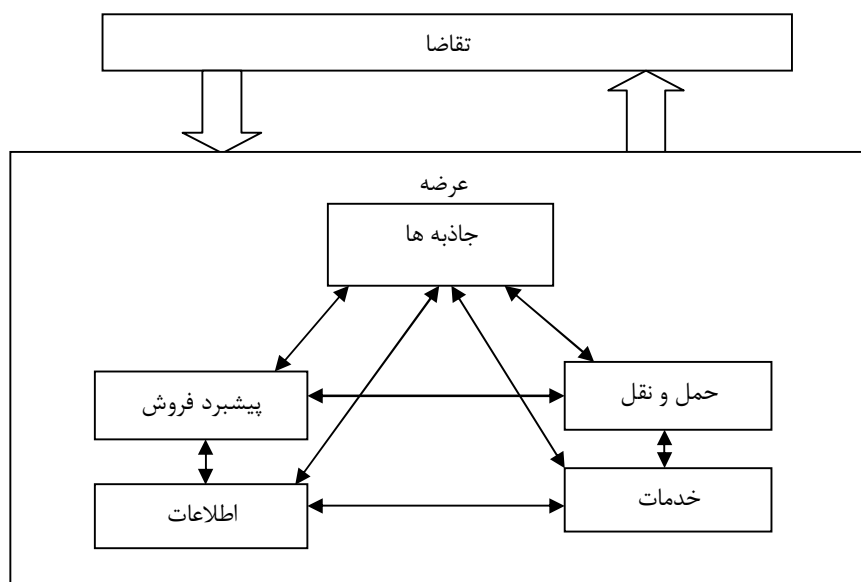 تقاضا
عرضه
جاذبه ها
حمل و نقل
پیشبرد فروش
خدمات
اطلاعات